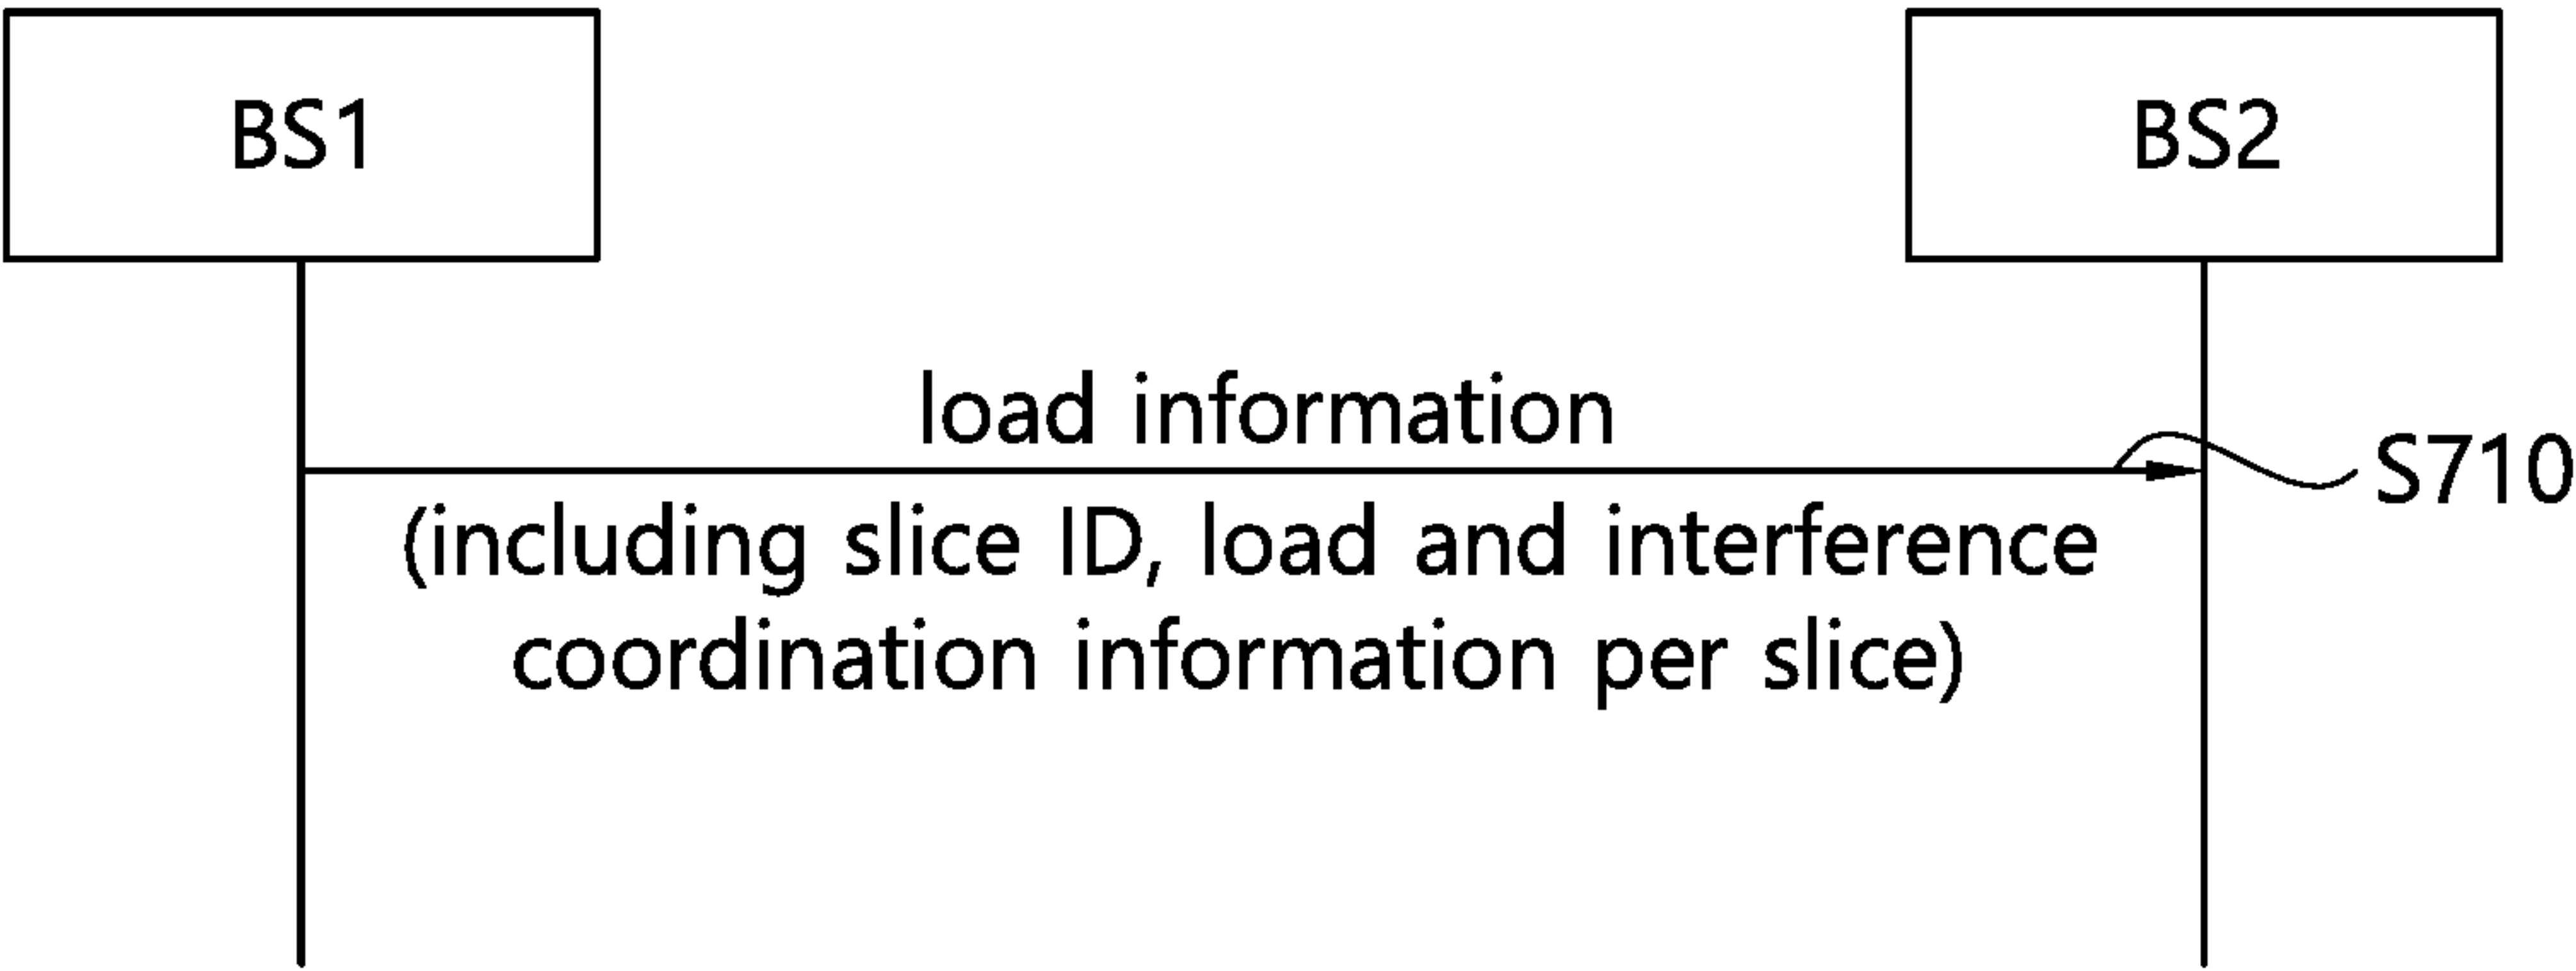 BS1
BS2
load information
S710
(including slice ID, load and interference
coordination information per slice)